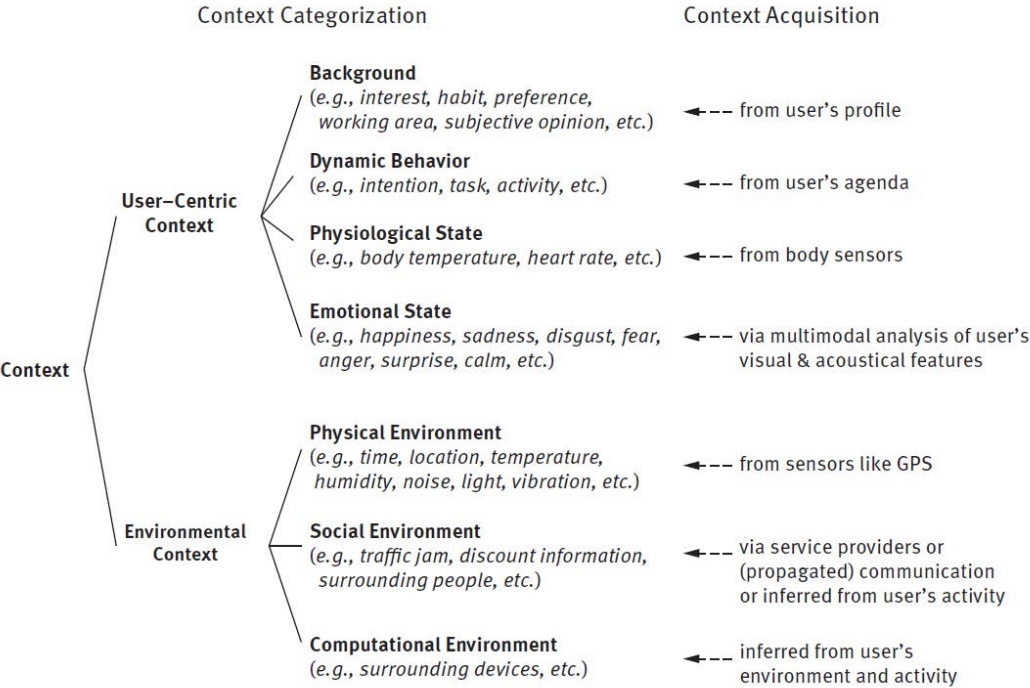 Context Categorization
Context Acquisition
Background
(e.g., interest, habit, preference,
working area, subjective opinion, etc.)
from user's profile
Dynamic Behavior
(e.g., intention, task, activity, etc.)
from user's agenda
User–Centric
Context
Physiological State
(e.g., body temperature, heart rate, etc.)
from body sensors
Emotional State
(e.g., happiness, sadness, disgust, fear,
anger, surprise, calm, etc.)
via multimodal analysis of user's
visual & acoustical features
Context
Physical Environment
(e.g., time, location, temperature,
humidity, noise, light, vibration, etc.)
from sensors like GPS
Environmental
Context
Social Environment
(e.g., traffic jam, discount information,
surrounding people, etc.)
via service providers or
(propagated) communication
or inferred from user's activity
Computational Environment
(e.g., surrounding devices, etc.)
inferred from user's
environment and activity